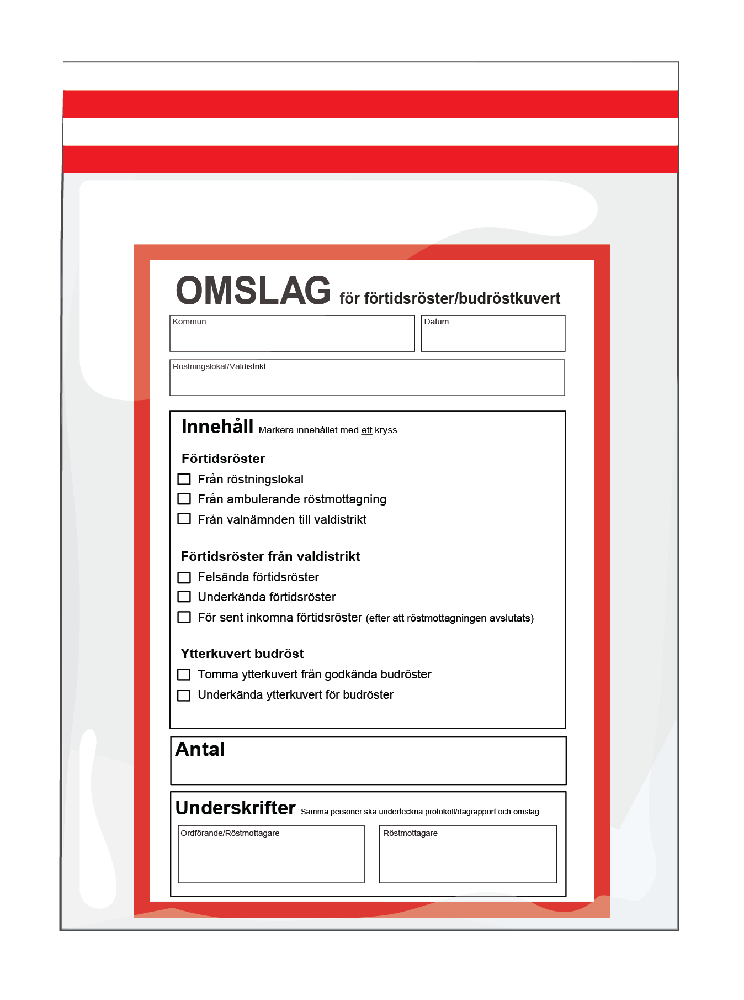 OMSLAG för förtidsröster/budröstkuvert
Kommun Datum
Röstningslokal/Valdistrikt
Innehåll Markera innehållet med ett kryss
Förtidsröster
Från röstningslokal
Från ambulerande röstmottagning
Från valnämnden till valdistrikt
Förtidsröster från valdistrikt
Felsända förtidsröster
Underkända förtidsröster
För sent inkomna förtidsröster (efter att röstmottagningen avslutats)
Ytterkuvert budröst
Tomma ytterkuvert från godkända budröster
Underkända ytterkuvert för budröster
Antal
Underskrifter Samma personer ska underteckna protokoll/dagrapport och omslag
Ordförande/Röstmottagare Röstmottagare